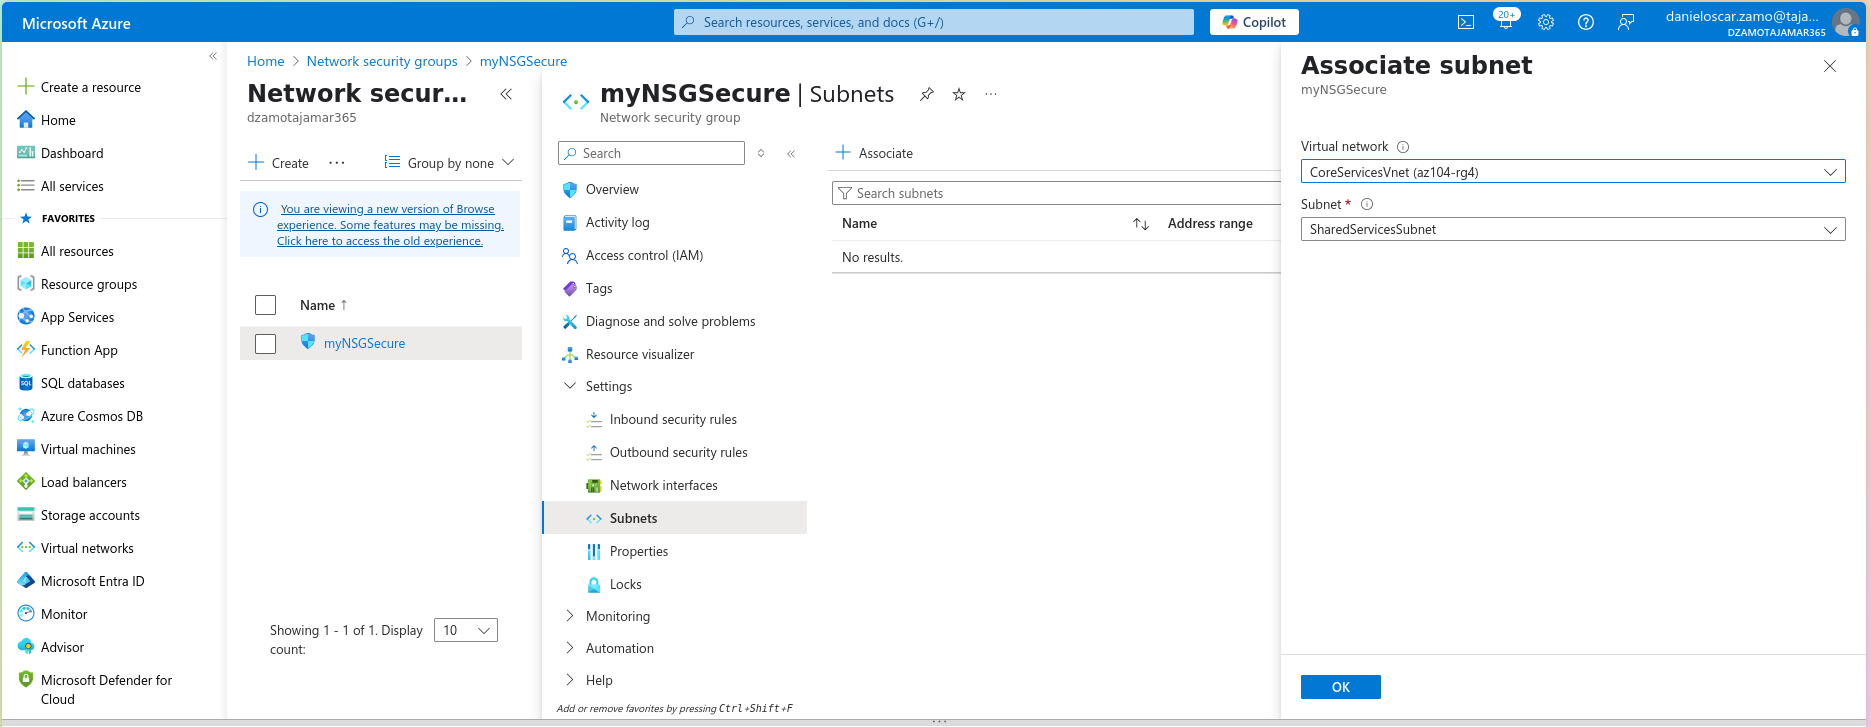 Microsoft Azure
Search resources, services, and docs (G+/)
Copilot
20+
danieloscar.zamo@taja...
DZAMOTAJAMAR365
Create a resource
Home
Dashboard
All services
FAVORITES
All resources
Resource groups
App Services
Function App
SQL databases
Azure Cosmos DB
Virtual machines
Load balancers
Storage accounts
Virtual networks
Microsoft Entra ID
Monitor
Advisor
Microsoft Defender for
Cloud
Home > Network security groups > myNSGSecure
Network secur...
dzamotajamar365
Create
Group by none
You are viewing a new version of Browse
experience. Some features may be missing.
Click here to access the old experience.
Name ↑
myNSGSecure
Showing 1 - 1 of 1. Display
count:
10
myNSGSecure | Subnets
Network security group
Search
Overview
Activity log
Access control (IAM)
Tags
Diagnose and solve problems
Resource visualizer
Settings
Inbound security rules
Outbound security rules
Network interfaces
Subnets
Properties
Locks
Monitoring
Automation
Help
Add or remove favorites by pressing Ctrl+Shift+F
Associate
Search subnets
Name ↑↓ Address range
No results.
Associate subnet
myNSGSecure
Virtual network
CoreServicesVnet (az104-rg4)
Subnet *
SharedServicesSubnet
OK